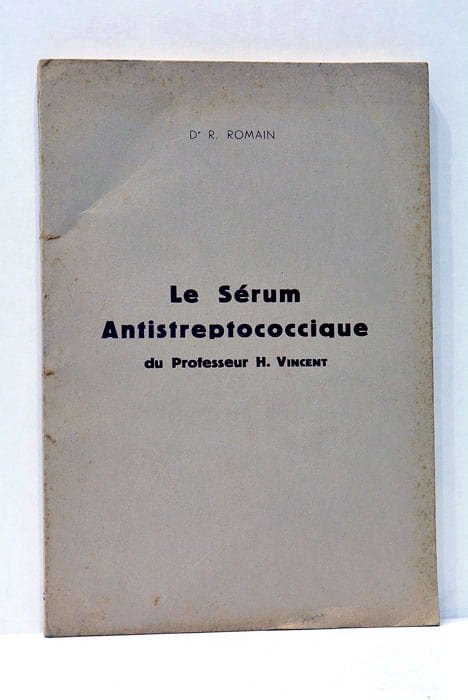 Dr R. ROMAIN
Le Sérum
Antistreptococcique
du Professeur H. VINCENT